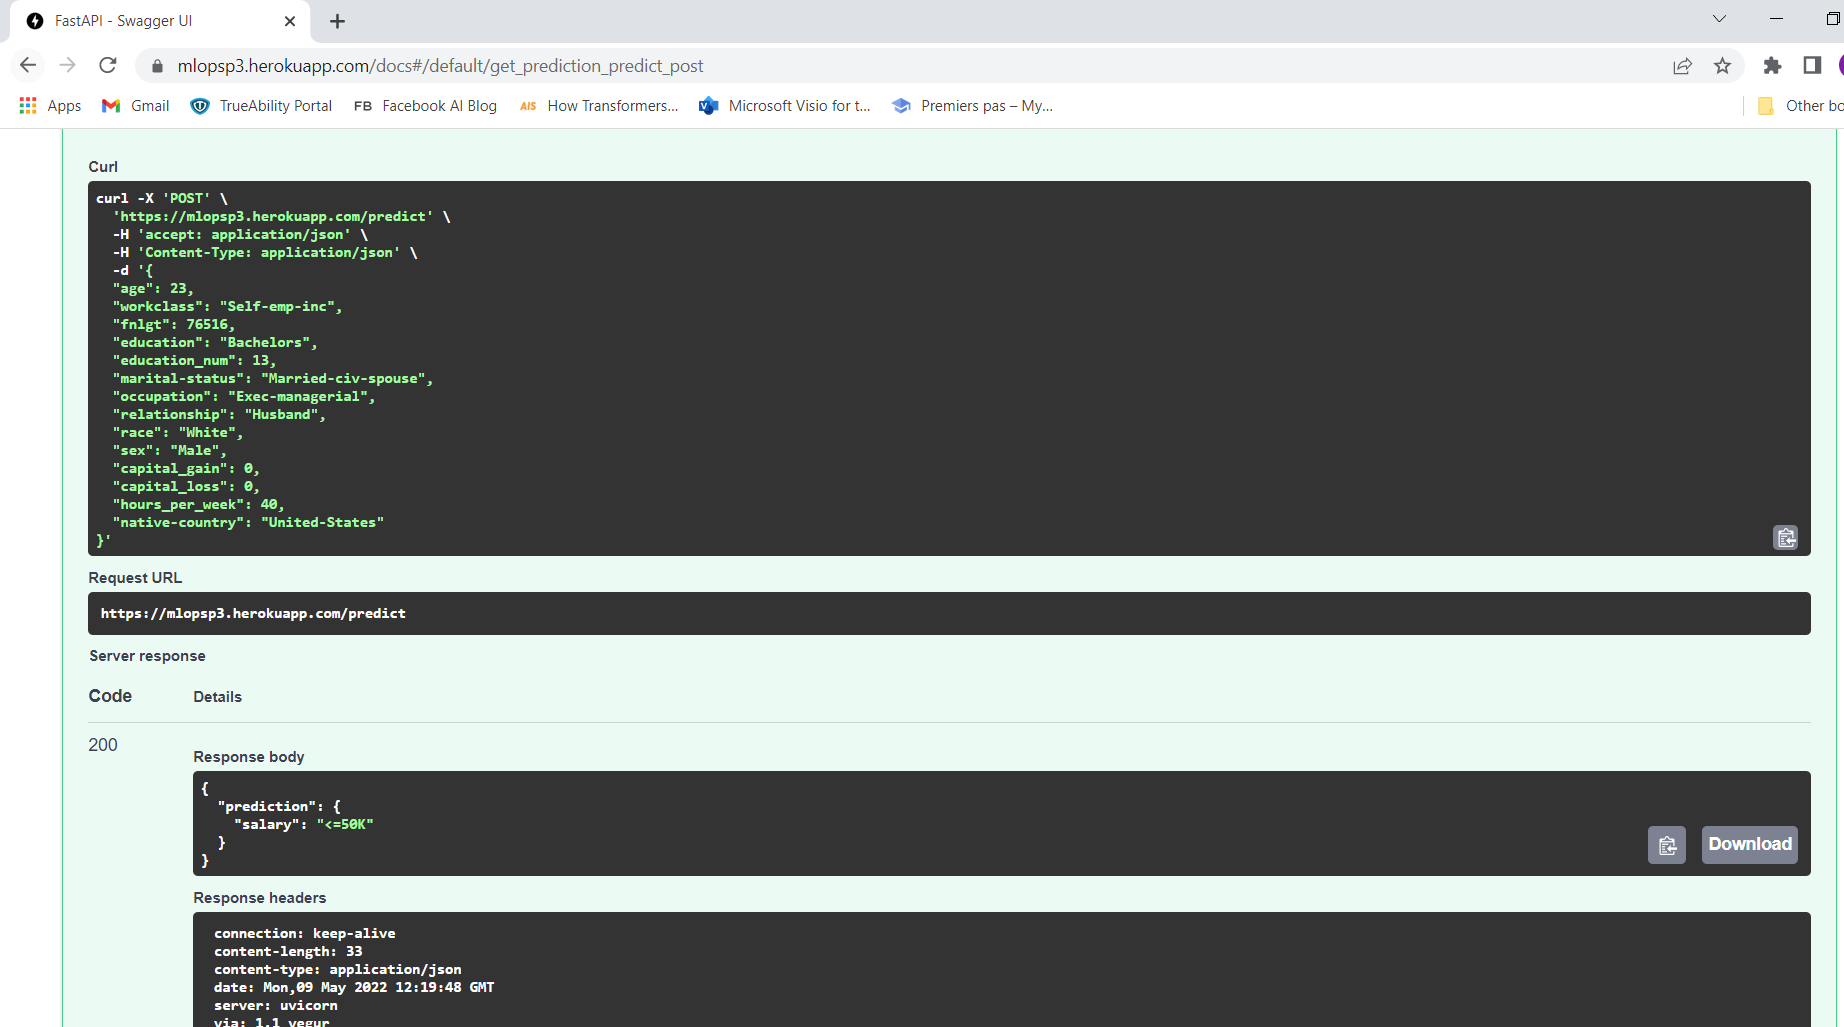 FastAPI - Swagger UI
mlopsp3.herokuapp.com/docs#/default/get_prediction_predict_post
Apps
Gmail
TrueAbility Portal
FB Facebook AI Blog
AIS How Transformers...
Microsoft Visio for t...
Premiers pas – My...
Other bo
Curl
curl -X 'POST' \
'https://mlopsp3.herokuapp.com/predict' \
-H 'accept: application/json' \
-H 'Content-Type: application/json' \
-d '{
"age": 23,
"workclass": "Self-emp-inc",
"fnlgt": 76516,
"education": "Bachelors",
"education_num": 13,
"marital-status": "Married-civ-spouse",
"occupation": "Exec-managerial",
"relationship": "Husband",
"race": "White",
"sex": "Male",
"capital_gain": 0,
"capital_loss": 0,
"hours_per_week": 40,
"native-country": "United-States"
}'
Request URL
https://mlopsp3.herokuapp.com/predict
Server response
Code Details
200
Response body
{
"prediction": {
"salary": "<=50K"
}
}
Download
Response headers
connection: keep-alive
content-length: 33
content-type: application/json
date: Mon,09 May 2022 12:19:48 GMT
server: uvicorn
via: 1.1 vegur